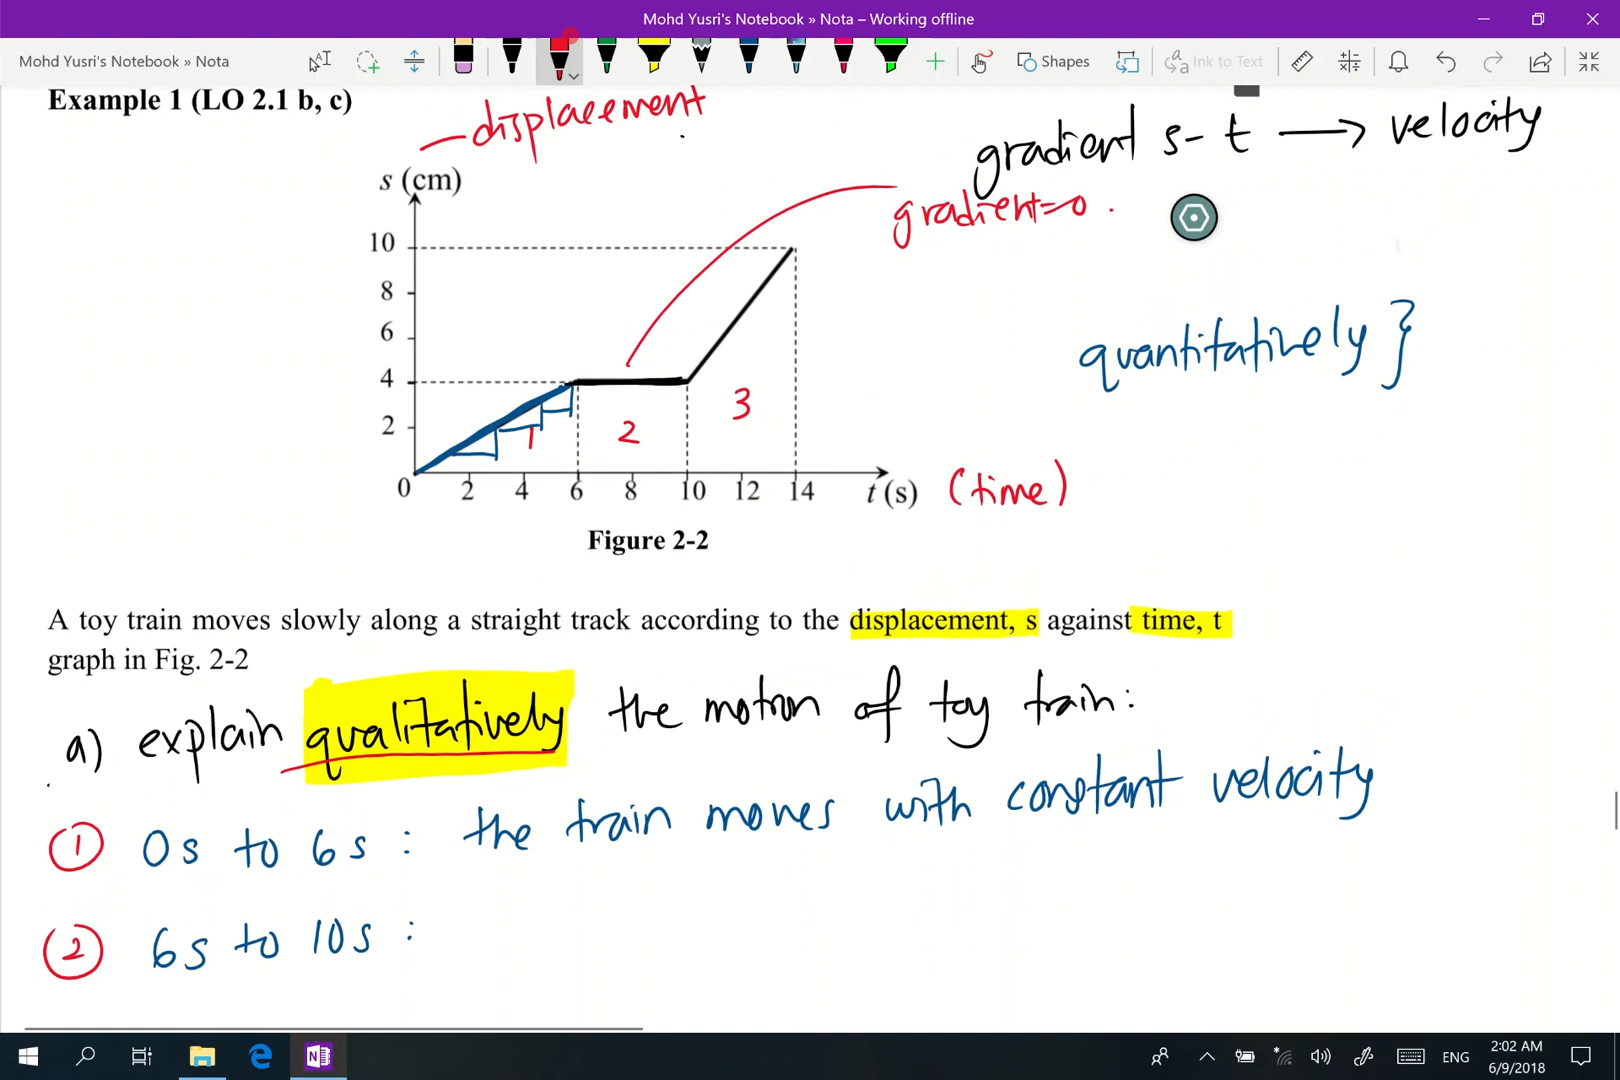 Mohd Yusri's Notebook » Nota – Working offline
Mohd Yusri's Notebook » Nota
Shapes
Ink to Text
Example 1 (LO 2.1 b, c)
displacement
gradient s-t → velocity
s (cm)
gradient=0.
10
8
6
4
2
0
quantitatively }
1
2
3
2 4 6 8 10 12 14
t (s)
(time)
Figure 2-2
A toy train moves slowly along a straight track according to the displacement, s against time, t
graph in Fig. 2-2
a) explain qualitatively the motion of toy train:
① 0s to 6s : the train moves with constant velocity
② 6s to 10s :
ENG
2:02 AM
6/9/2018